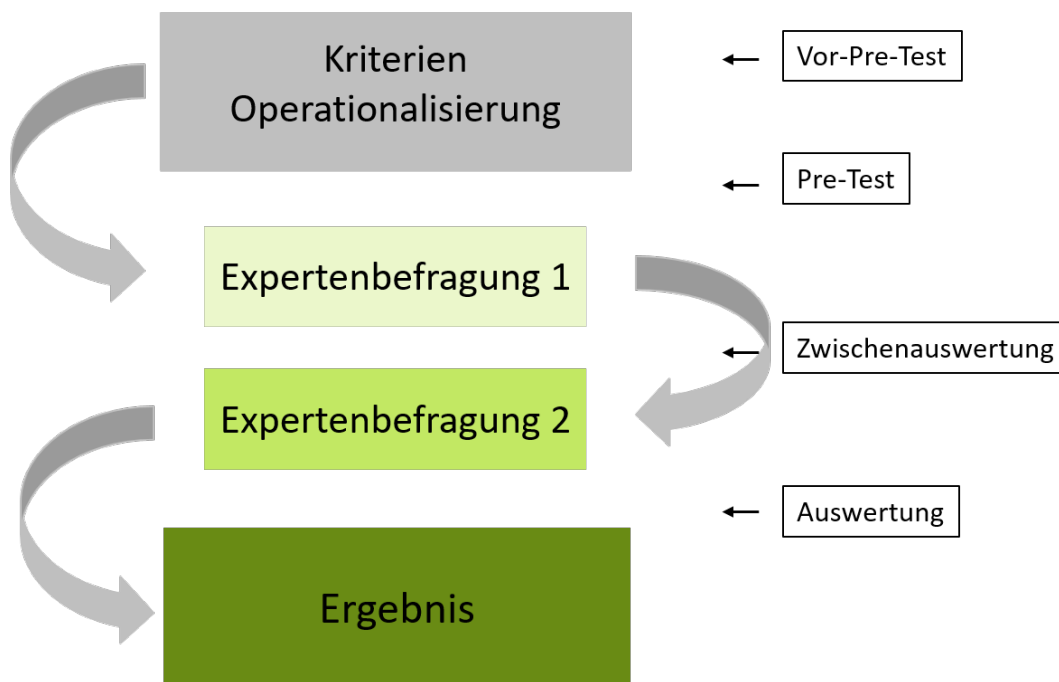 Kriterien
Operationalisierung
Vor-Pre-Test
Pre-Test
Expertenbefragung 1
Zwischenauswertung
Expertenbefragung 2
Auswertung
Ergebnis